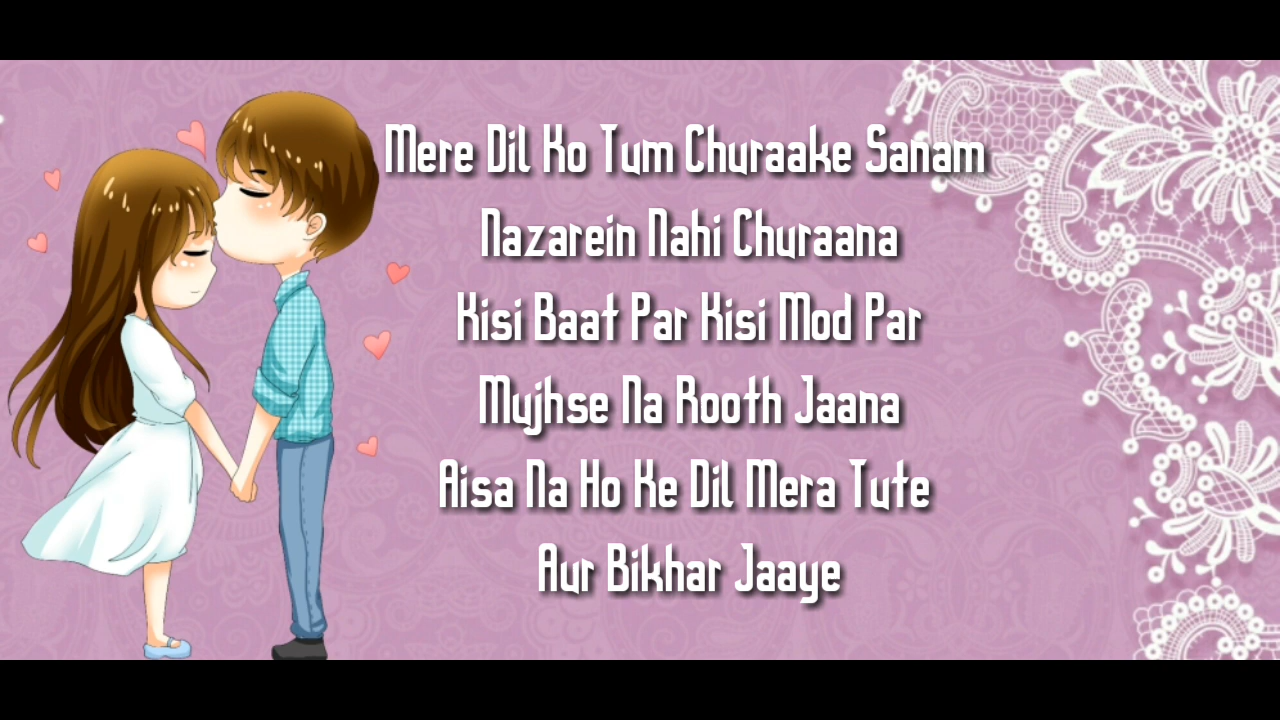 Mere Dil Ko Tum Churaake Sanam
Nazarein Nahi Churaana
Kisi Baat Par Kisi Mod Par
Mujhse Na Rooth Jaana
Aisa Na Ho Ke Dil Mera Tute
Aur Bikhar Jaaye